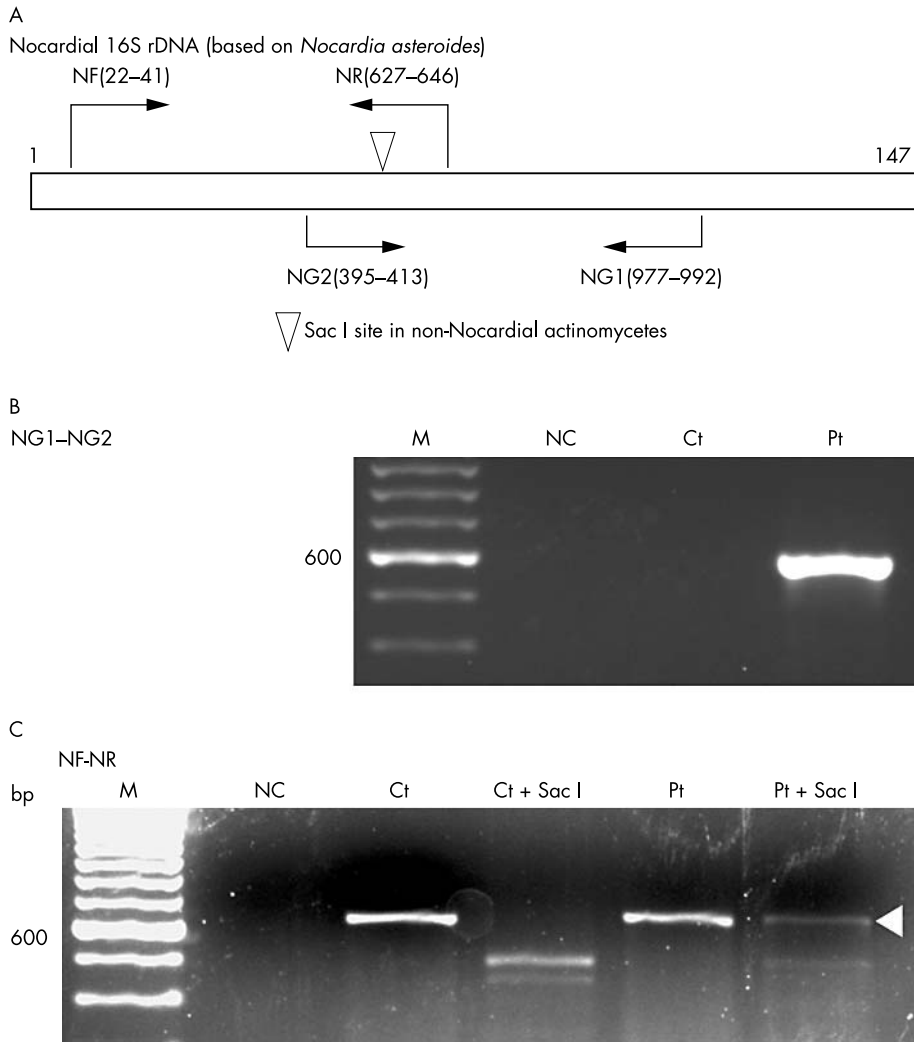 A
Nocardial 16S rDNA (based on Nocardia asteroides)
NF(22–41) NR(627–646)
1 147
NG2(395–413) NG1(977–992)
Sac I site in non-Nocardial actinomycetes
B
NG1–NG2 M NC Ct Pt
600
C
NF-NR
bp M NC Ct Ct + Sac I Pt Pt + Sac I
600